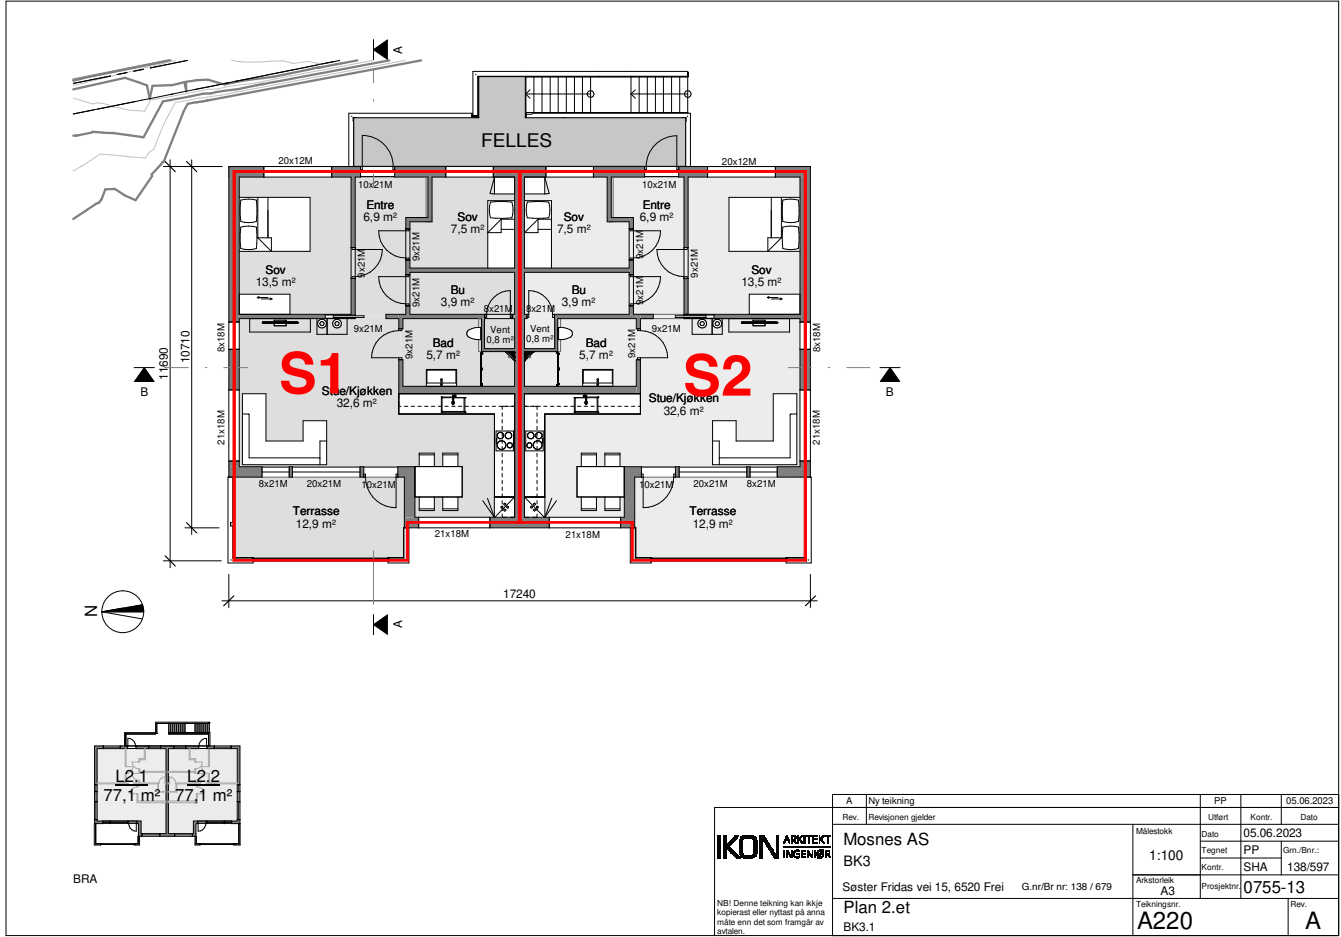 A
FELLES
20x12M
20x12M
10x21M
10x21M
Entre
6,9 m²
Sov
7,5 m²
Sov
7,5 m²
Entre
6,9 m²
9x21M
9x21M
9x21M
9x21M
Sov
13,5 m²
Sov
13,5 m²
9x21M
Bu
3,9 m²
Bu
3,9 m²
9x21M
8x21M
8x21M
9x21M
9x21M
Vent
0,8 m²
Vent
0,8 m²
8x18M
8x18M
11690
10710
9x21M
9x21M
Bad
5,7 m²
Bad
5,7 m²
S1
S2
B
B
Stue/Kjøkken
32,6 m²
Stue/Kjøkken
32,6 m²
21x18M
21x18M
8x21M
20x21M
10x21M
10x21M
20x21M
8x21M
Terrasse
12,9 m²
Terrasse
12,9 m²
21x18M
21x18M
17240
N
A
L2.1
77,1 m²
L2.2
77,1 m²
BRA
A Ny teikning PP 05.06.2023
Rev. Revisjonen gjelder Utført Kontr. Dato
IKON ARKITEKT
INGENIØR
Mosnes AS
BK3
Søster Fridas vei 15, 6520 Frei G.nr/Br nr: 138 / 679
Målestokk
1:100
Arkstorleik
A3
Dato 05.06.2023
Tegnet PP Grn./Bnr.:
Kontr. SHA 138/597
Prosjektnr. 0755-13
NB! Denne teikning kan ikkje
kopierast eller nyttast på anna
måte enn det som framgår av
avtalen.
Plan 2.et
BK3.1
Teikningsnr.
A220
Rev.
A